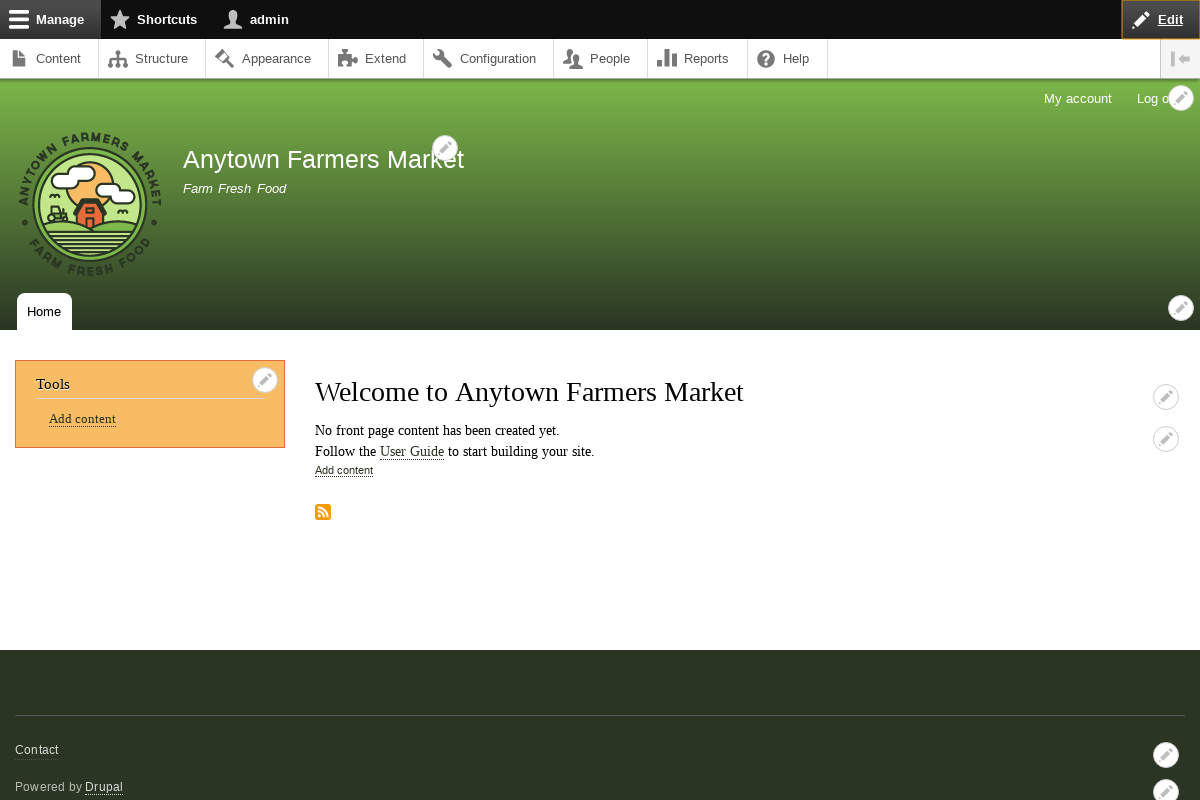 Manage Shortcuts admin Edit
Content Structure Appearance Extend Configuration People Reports Help
My account Log o
ANYTOWN FARMERS MARKET
FARM FRESH FOOD
Anytown Farmers Market
Farm Fresh Food
Home
Tools
Add content
Welcome to Anytown Farmers Market
No front page content has been created yet.
Follow the User Guide to start building your site.
Add content
Contact
Powered by Drupal